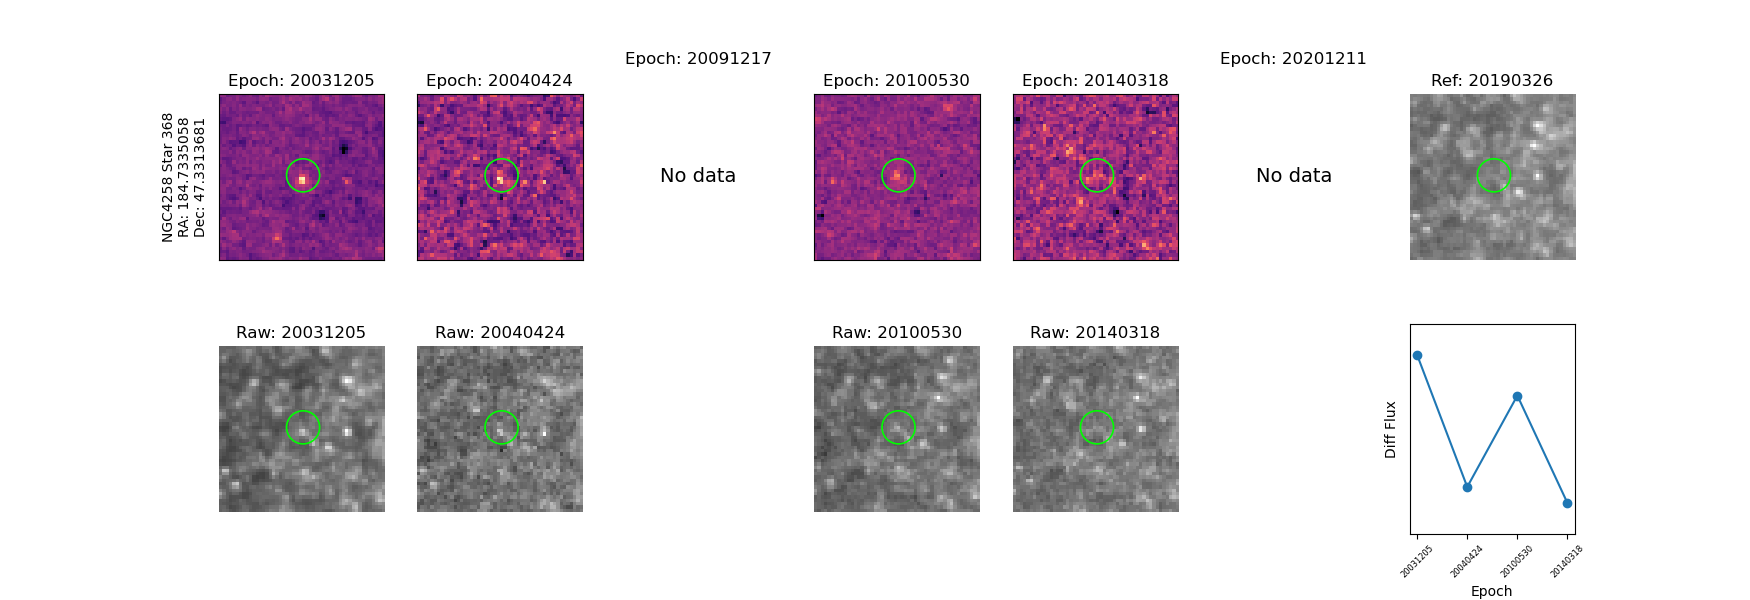 Epoch: 20091217
Epoch: 20201211
Epoch: 20031205
Epoch: 20040424
Epoch: 20100530
Epoch: 20140318
Ref: 20190326
NGC4258 Star 368
RA: 184.7335058
Dec: 47.3313681
No data
No data
Raw: 20031205
Raw: 20040424
Raw: 20100530
Raw: 20140318
Diff Flux
20031205
20040424
20100530
20140318
Epoch